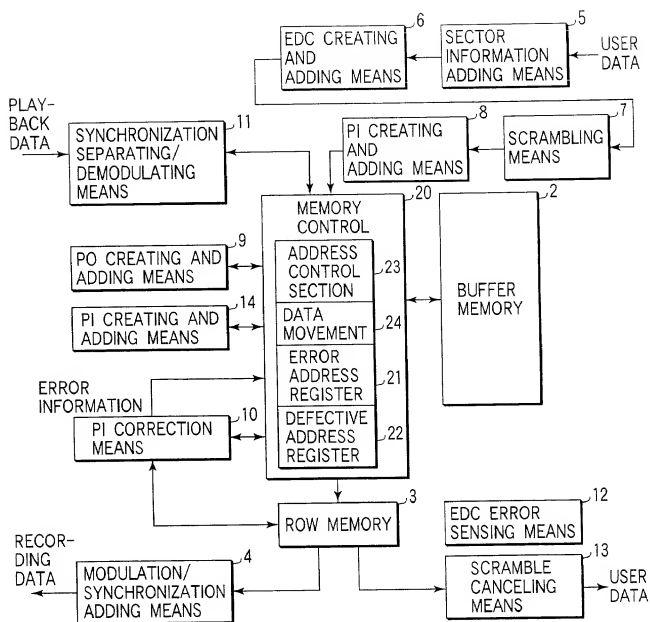 6
5
EDC CREATING
AND
ADDING MEANS
SECTOR
INFORMATION
ADDING MEANS
USER
DATA
PLAY-
BACK
DATA
11
SYNCHRONIZATION
SEPARATING/
DEMODULATING
MEANS
8
PI CREATING
AND
ADDING MEANS
7
SCRAMBLING
MEANS
20
MEMORY
CONTROL
2
BUFFER
MEMORY
9
PO CREATING AND
ADDING MEANS
ADDRESS
CONTROL
SECTION
23
14
PI CREATING AND
ADDING MEANS
DATA
MOVEMENT
24
ERROR
ADDRESS
REGISTER
21
ERROR
INFORMATION
10
PI CORRECTION
MEANS
DEFECTIVE
ADDRESS
REGISTER
22
3
ROW MEMORY
12
EDC ERROR
SENSING MEANS
RECOR-
DING
DATA
4
MODULATION/
SYNCHRONIZATION
ADDING MEANS
13
SCRAMBLE
CANCELING
MEANS
USER
DATA